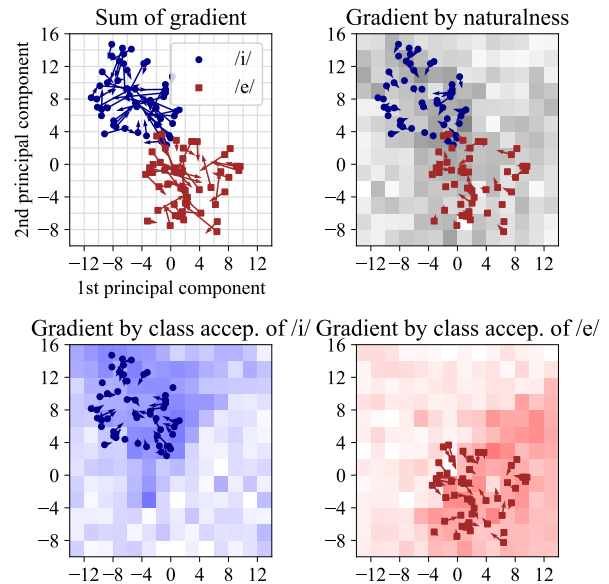 Sum of gradient
Gradient by naturalness
16
12
8
4
0
−4
−8
2nd principal component
/i/
/e/
−12 −8 −4 0 4 8 12
1st principal component
16
12
8
4
0
−4
−8
−12 −8 −4 0 4 8 12
Gradient by class accep. of /i/
Gradient by class accep. of /e/
16
12
8
4
0
−4
−8
−12 −8 −4 0 4 8 12
16
12
8
4
0
−4
−8
−12 −8 −4 0 4 8 12